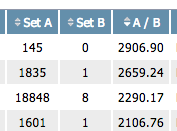 Set A Set B A / B
145 0 2906.90
1835 1 2659.24
18848 8 2290.17
1601 1 2106.76